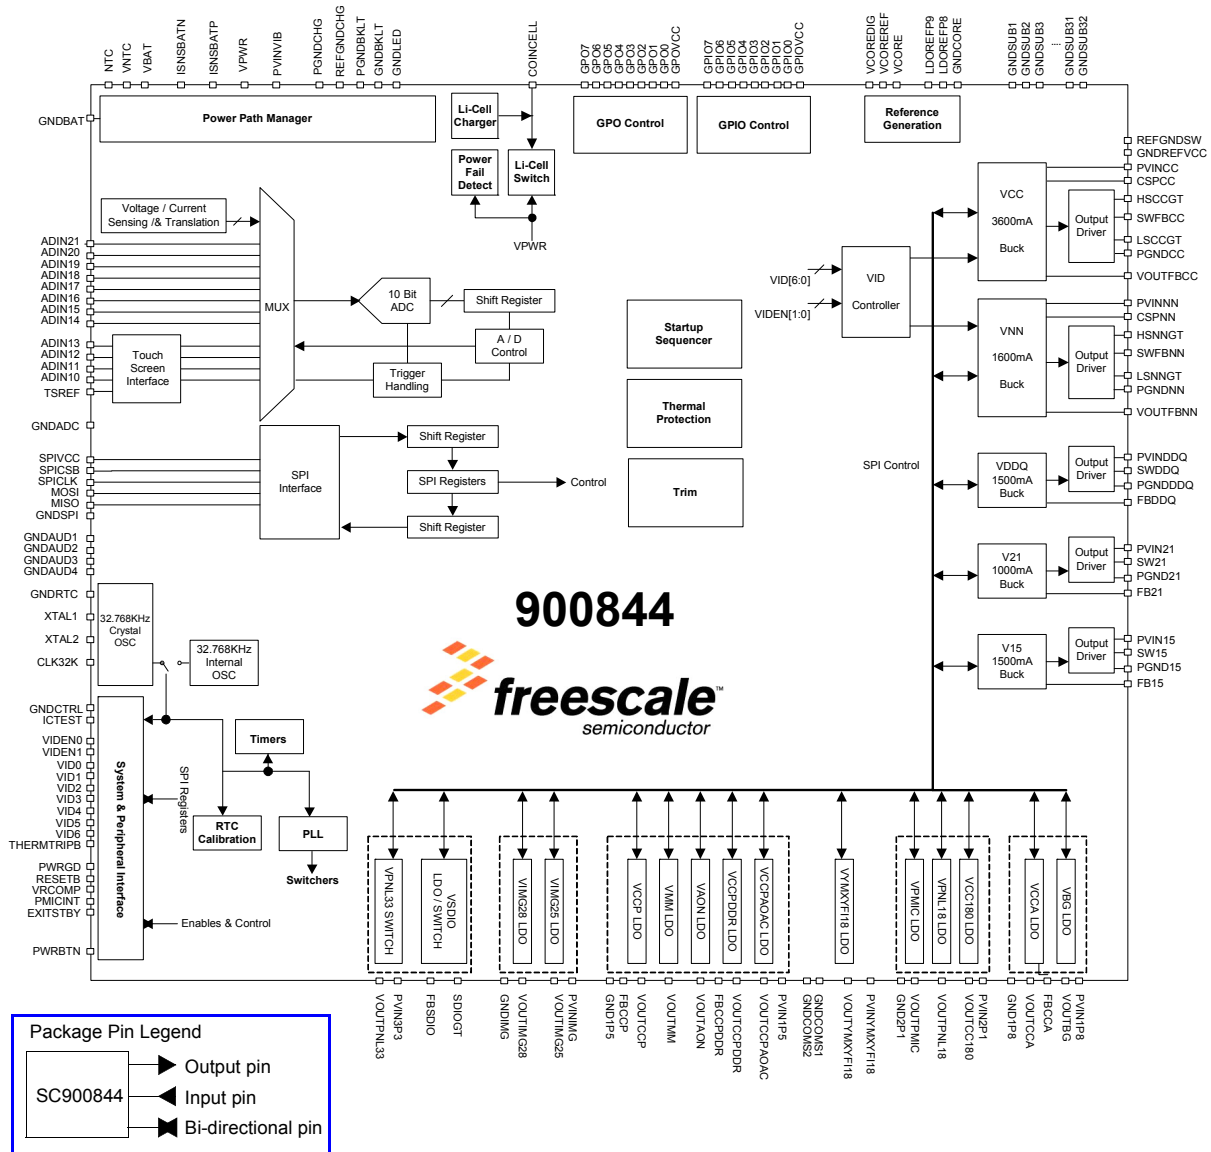 NTC
VNTC
VBAT
ISNSBATN
ISNSBATP
VPWR
PVINVIB
PGNDCHG
REFGNDCHG
PGNDBKLT
GNDBKLT
GNDLED
COINCELL
GPO7
GPO6
GPO5
GPO4
GPO3
GPO2
GPO1
GPO0
GPOVCC
GPIO7
GPIO6
GPIO5
GPIO4
GPIO3
GPIO2
GPIO1
GPIO0
GPIOVCC
VCOREDIG
VCOREREF
VCORE
LDOREFP9
LDOREFP8
GNDCORE
GNDSUB1
GNDSUB2
GNDSUB3
....
GNDSUB31
GNDSUB32
GNDBAT
Power Path Manager
Li-Cell
Charger
Power
Fail
Detect
Li-Cell
Switch
VPWR
GPO Control
GPIO Control
Reference
Generation
REFGNDSW
GNDREFVCC
PVINCC
CSPCC
HSCCGT
SWFBCC
LSCCGT
PGNDCC
VOUTFBCC
VCC
3600mA
Buck
Output
Driver
Voltage / Current
Sensing /& Translation
ADIN21
ADIN20
ADIN19
ADIN18
ADIN17
ADIN16
ADIN15
ADIN14
ADIN13
ADIN12
ADIN11
ADIN10
TSREF
Touch
Screen
Interface
MUX
10 Bit
ADC
Shift Register
A / D
Control
Trigger
Handling
VID[6:0]
VIDEN[1:0]
VID
Controller
Startup
Sequencer
Thermal
Protection
Trim
PVINNN
CSPNN
HSNNGT
SWFBNN
LSNNGT
PGNDNN
VOUTFBNN
VNN
1600mA
Buck
Output
Driver
GNDADC
SPIVCC
SPICSB
SPICLK
MOSI
MISO
GNDSPI
SPI
Interface
Shift Register
SPI Registers
Shift Register
Control
SPI Control
VDDQ
1500mA
Buck
Output
Driver
PVINDDQ
SWDDQ
PGNDDDQ
FBDDQ
GNDAUD1
GNDAUD2
GNDAUD3
GNDAUD4
GNDRTC
XTAL1
XTAL2
CLK32K
32.768KHz
Crystal
OSC
32.768KHz
Internal
OSC
V21
1000mA
Buck
Output
Driver
PVIN21
SW21
PGND21
FB21
900844
freescale™
semiconductor
V15
1500mA
Buck
Output
Driver
PVIN15
SW15
PGND15
FB15
GNDCTRL
ICTEST
VIDEN0
VIDEN1
VID0
VID1
VID2
VID3
VID4
VID5
VID6
THERMTRIPB
PWRGD
RESETB
VRCOMP
PMICINT
EXITSTBY
PWRBTN
System & Peripheral Interface
SPI Registers
Enables & Control
Timers
RTC
Calibration
PLL
Switchers
VPNL33 SWITCH
VSDIO
LDO / SWITCH
VIMG28 LDO
VIMG25 LDO
VCCP LDO
VMM LDO
VAON LDO
VCCPDDR LDO
VCCPAOAC LDO
VYMXYFI18 LDO
VPMIC LDO
VPNL18 LDO
VCC180 LDO
VCCA LDO
VBG LDO
VOUTPNL33
PVIN3P3
FBSDIO
SDIOGT
GNDIMG
VOUTIMG28
VOUTIMG25
PVINIMG
GND1P5
FBCCP
VOUTCCP
VOUTMM
VOUTAON
FBCCPDDR
VOUTCPDDR
VOUTCPAOAC
PVIN1P5
GNDCOMS2
GNDCOMS1
VOUTYMXYFI18
PVINYMXYFI18
GND2P1
VOUTPMIC
VOUTPNL18
VOUTCC180
PVIN2P1
GND1P8
VOUTCCA
FBCCA
VOUTBG
PVIN1P8
Package Pin Legend
SC900844
Output pin
Input pin
Bi-directional pin